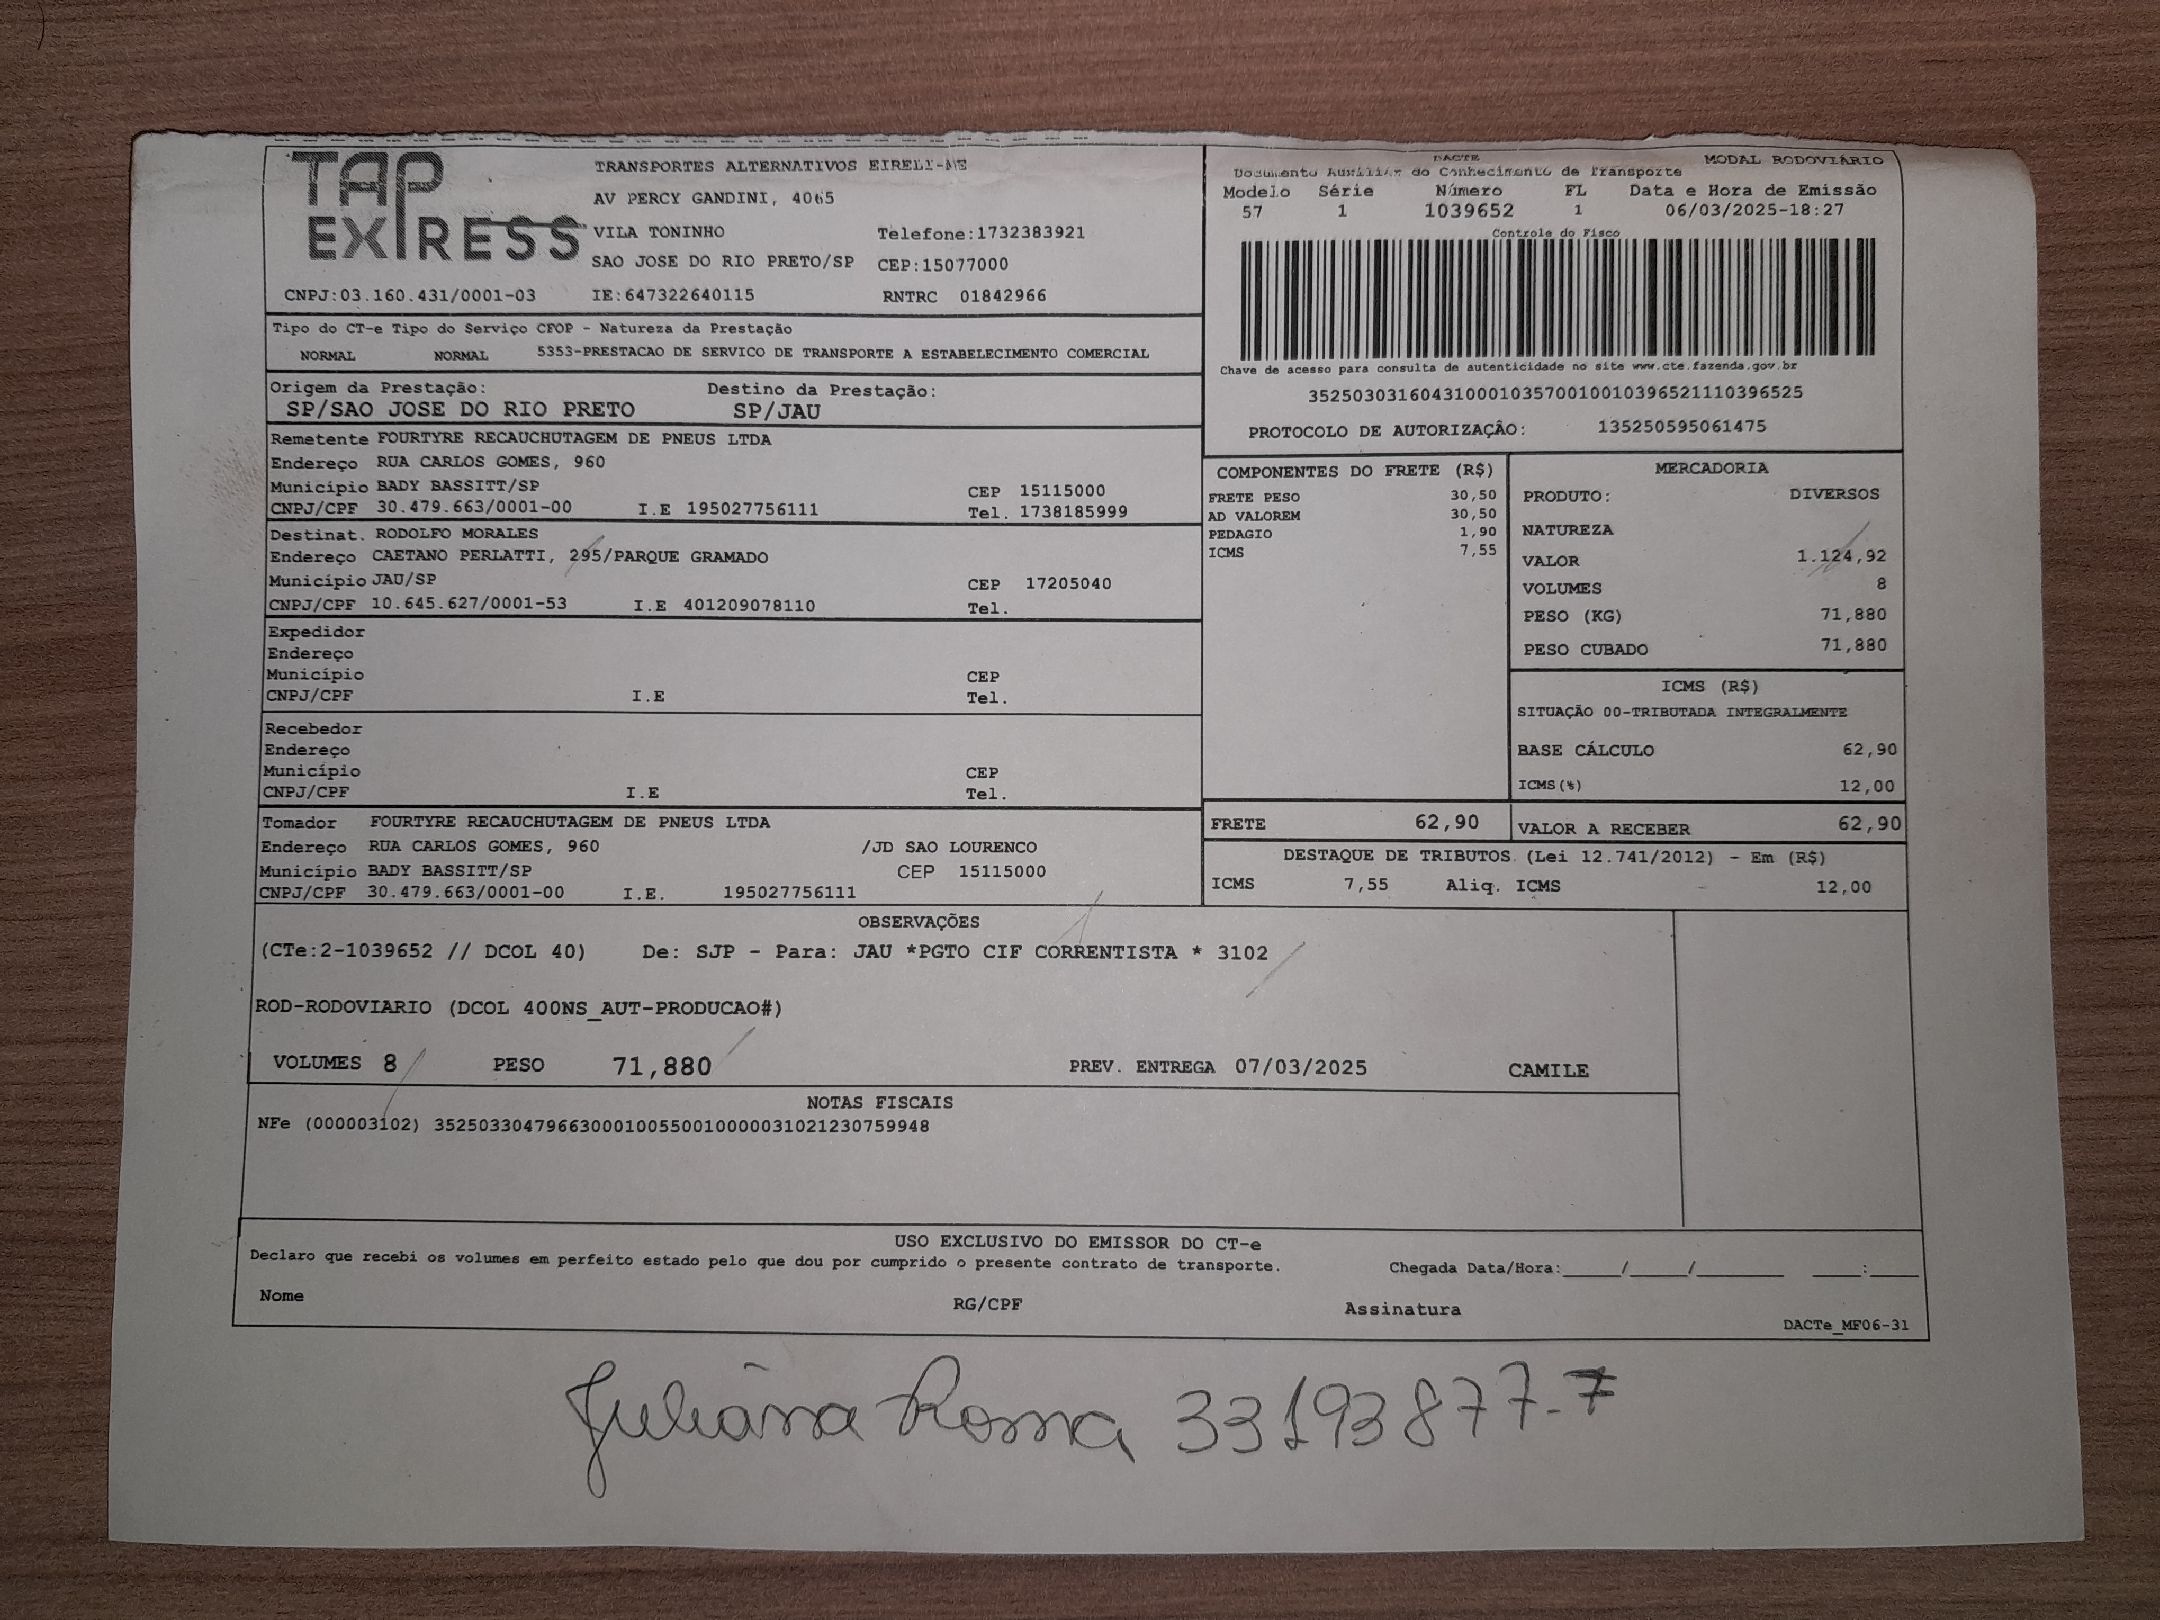 TAP EXPRESS
TRANSPORTES ALTERNATIVOS EIRELI-ME
AV PERCY GANDINI, 4065
VILA TONINHO Telefone:1732383921
SAO JOSE DO RIO PRETO/SP CEP:15077000
CNPJ:03.160.431/0001-03 IE:647322640115 RNTRC 01842966
DACTE MODAL RODOVIÁRIO
Documento Auxiliar do Conhecimento de Transporte
Modelo Série Número FL Data e Hora de Emissão
57 1 1039652 1 06/03/2025-18:27
Controle do Fisco
Chave de acesso para consulta de autenticidade no site www.cte.fazenda.gov.br
35250303160431000103570010010396521110396525
PROTOCOLO DE AUTORIZAÇÃO: 135250595061475
Tipo do CT-e Tipo do Serviço CFOP - Natureza da Prestação
NORMAL NORMAL 5353-PRESTACAO DE SERVICO DE TRANSPORTE A ESTABELECIMENTO COMERCIAL
Origem da Prestação: Destino da Prestação:
SP/SAO JOSE DO RIO PRETO SP/JAU
Remetente FOURTYRE RECAUCHUTAGEM DE PNEUS LTDA
Endereço RUA CARLOS GOMES, 960
Município BADY BASSITT/SP CEP 15115000
CNPJ/CPF 30.479.663/0001-00 I.E 195027756111 Tel. 1738185999
Destinat. RODOLFO MORALES
Endereço CAETANO PERLATTI, 295/PARQUE GRAMADO
Município JAU/SP CEP 17205040
CNPJ/CPF 10.645.627/0001-53 I.E 401209078110 Tel.
Expedidor
Endereço
Município CEP
CNPJ/CPF I.E Tel.
Recebedor
Endereço
Município CEP
CNPJ/CPF I.E Tel.
Tomador FOURTYRE RECAUCHUTAGEM DE PNEUS LTDA
Endereço RUA CARLOS GOMES, 960 /JD SAO LOURENCO
Município BADY BASSITT/SP CEP 15115000
CNPJ/CPF 30.479.663/0001-00 I.E. 195027756111
COMPONENTES DO FRETE (R$)
FRETE PESO 30,50
AD VALOREM 30,50
PEDAGIO 1,90
ICMS 7,55
MERCADORIA
PRODUTO: DIVERSOS
NATUREZA
VALOR 1.124,92
VOLUMES 8
PESO (KG) 71,880
PESO CUBADO 71,880
ICMS (R$)
SITUAÇÃO 00-TRIBUTADA INTEGRALMENTE
BASE CÁLCULO 62,90
ICMS(%) 12,00
FRETE 62,90 VALOR A RECEBER 62,90
DESTAQUE DE TRIBUTOS (Lei 12.741/2012) - Em (R$)
ICMS 7,55 Aliq. ICMS 12,00
OBSERVAÇÕES
(CTe:2-1039652 // DCOL 40) De: SJP - Para: JAU *PGTO CIF CORRENTISTA * 3102
ROD-RODOVIARIO (DCOL 400NS_AUT-PRODUCAO#)
VOLUMES 8 PESO 71,880 PREV. ENTREGA 07/03/2025 CAMILE
NOTAS FISCAIS
NFe (000003102) 35250330479663000100550010000031021230759948
USO EXCLUSIVO DO EMISSOR DO CT-e
Declaro que recebi os volumes em perfeito estado pelo que dou por cumprido o presente contrato de transporte. Chegada Data/Hora:_____/_____/________ _____:_____
Nome RG/CPF Assinatura
DACTe_MF06-31
Juliana Roma 33193877-7